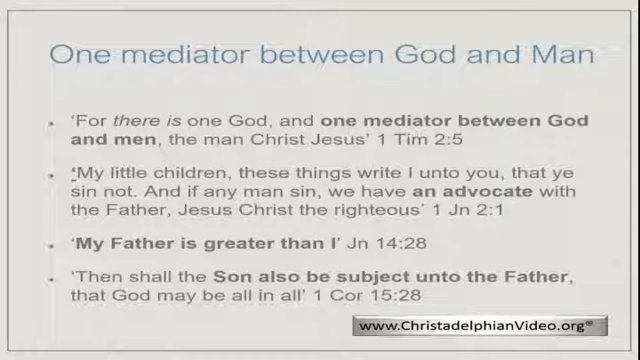 One mediator between God and Man
• ‘For there is one God, and one mediator between God
and men, the man Christ Jesus’ 1 Tim 2:5
• ‘My little children, these things write I unto you, that ye
sin not. And if any man sin, we have an advocate with
the Father, Jesus Christ the righteous’ 1 Jn 2:1
• ‘My Father is greater than I’ Jn 14:28
• ‘Then shall the Son also be subject unto the Father,
that God may be all in all’ 1 Cor 15:28
www.ChristadelphianVideo.org®